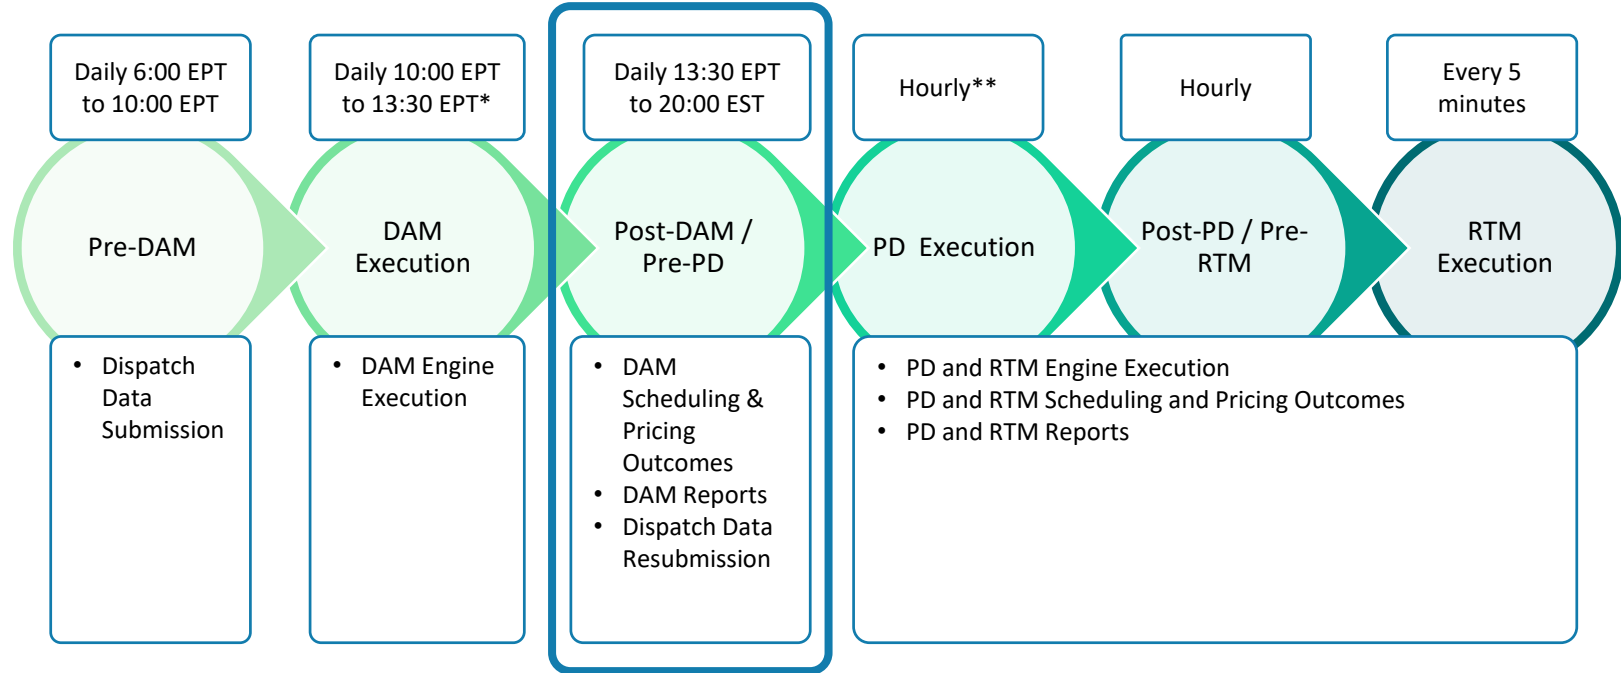 Daily 6:00 EPT
to 10:00 EPT
Daily 10:00 EPT
to 13:30 EPT*
Daily 13:30 EPT
to 20:00 EST
Hourly**
Hourly
Every 5
minutes
Pre-DAM
DAM
Execution
Post-DAM /
Pre-PD
PD Execution
Post-PD / Pre-
RTM
RTM
Execution
• Dispatch
Data
Submission
• DAM Engine
Execution
• DAM
Scheduling &
Pricing
Outcomes
• DAM Reports
• Dispatch Data
Resubmission
• PD and RTM Engine Execution
• PD and RTM Scheduling and Pricing Outcomes
• PD and RTM Reports